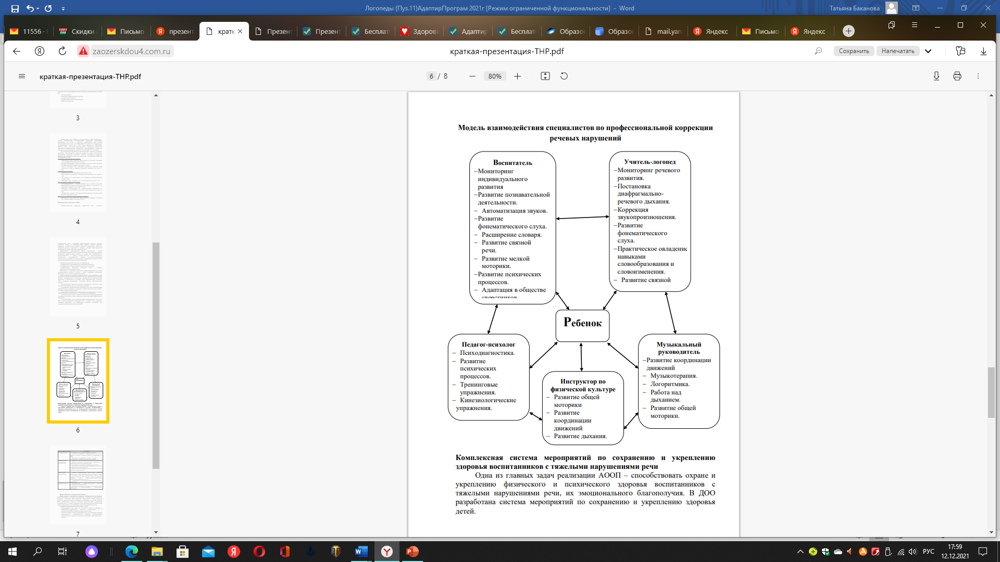 Логопеды (Пуз.11)АдаптирПрограм 2021г [Режим ограниченной функциональности] - Word
Татьяна Баканова
11556 ·
Скидки
Письмо
презент
кратк
Презент
Презент
Бесплат
Здоровь
Адаптир
Бесплат
Образов
Образов
mail.yan
Яндекс
Письмо
Яндекс
zaozerskdou4.com.ru
краткая-презентация-ТНР.pdf
Сохранить
Напечатать
краткая-презентация-ТНР.pdf
6 / 8
80%
3
4
5
6
7
Модель взаимодействия специалистов по профессиональной коррекции
речевых нарушений
Воспитатель
–Мониторинг
индивидуального
развития
–Развитие познавательной
деятельности.
– Автоматизация звуков.
–Развитие
фонематического слуха.
– Расширение словаря.
– Развитие связной
речи.
– Развитие мелкой
моторики.
–Развитие психических
процессов.
– Адаптация в обществе
сверстников
Учитель-логопед
–Мониторинг речевого
развития.
–Постановка
диафрагмально-
речевого дыхания.
–Коррекция
звукопроизношения.
–Развитие
фонематического
слуха.
–Практическое овладение
навыками
словообразования и
словоизменения.
– Развитие связной
Ребенок
Педагог-психолог
– Психодиагностика.
– Развитие
психических
процессов.
– Тренинговые
упражнения.
– Кинезиологические
упражнения.
Инструктор по
физической культуре
– Развитие общей
моторики
– Развитие
координации
движений
– Развитие дыхания.
Музыкальный
руководитель
–Развитие координации
движений
– Музыкотерапия.
– Логоритмика.
– Работа над
дыханием.
– Развитие общей
моторики.
Комплексная система мероприятий по сохранению и укреплению
здоровья воспитанников с тяжелыми нарушениями речи
Одна из главных задач реализации АООП – способствовать охране и
укреплению физического и психического здоровья воспитанников с
тяжелыми нарушениями речи, их эмоционального благополучия. В ДОО
разработана система мероприятий по сохранению и укреплению здоровья
детей.
РУС
17:59
12.12.2021